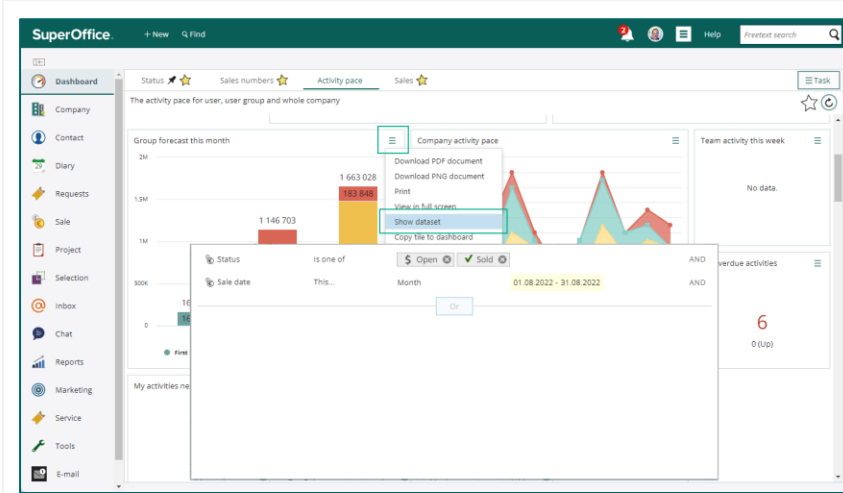 SuperOffice.
+ New
Find
2
Help
Freetext search
Dashboard
Company
Contact
29
Diary
Requests
Sale
Project
Selection
Inbox
Chat
Reports
Marketing
Service
Tools
E-mail
Status
Sales numbers
Activity pace
Sales
Task
The activity pace for user, user group and whole company
Group forecast this month
2M
1,5M
1M
500K
0
1 663 028
183 848
1 146 703
16
16
First
Company activity pace
Download PDF document
Download PNG document
Print
View in full screen
Show dataset
Copy tile to dashboard
Team activity this week
No data.
verdue activities
6
0 (Up)
My activities ne
Status Is one of $ Open Sold AND
Sale date This... Month 01.08.2022 - 31.08.2022 AND
Or